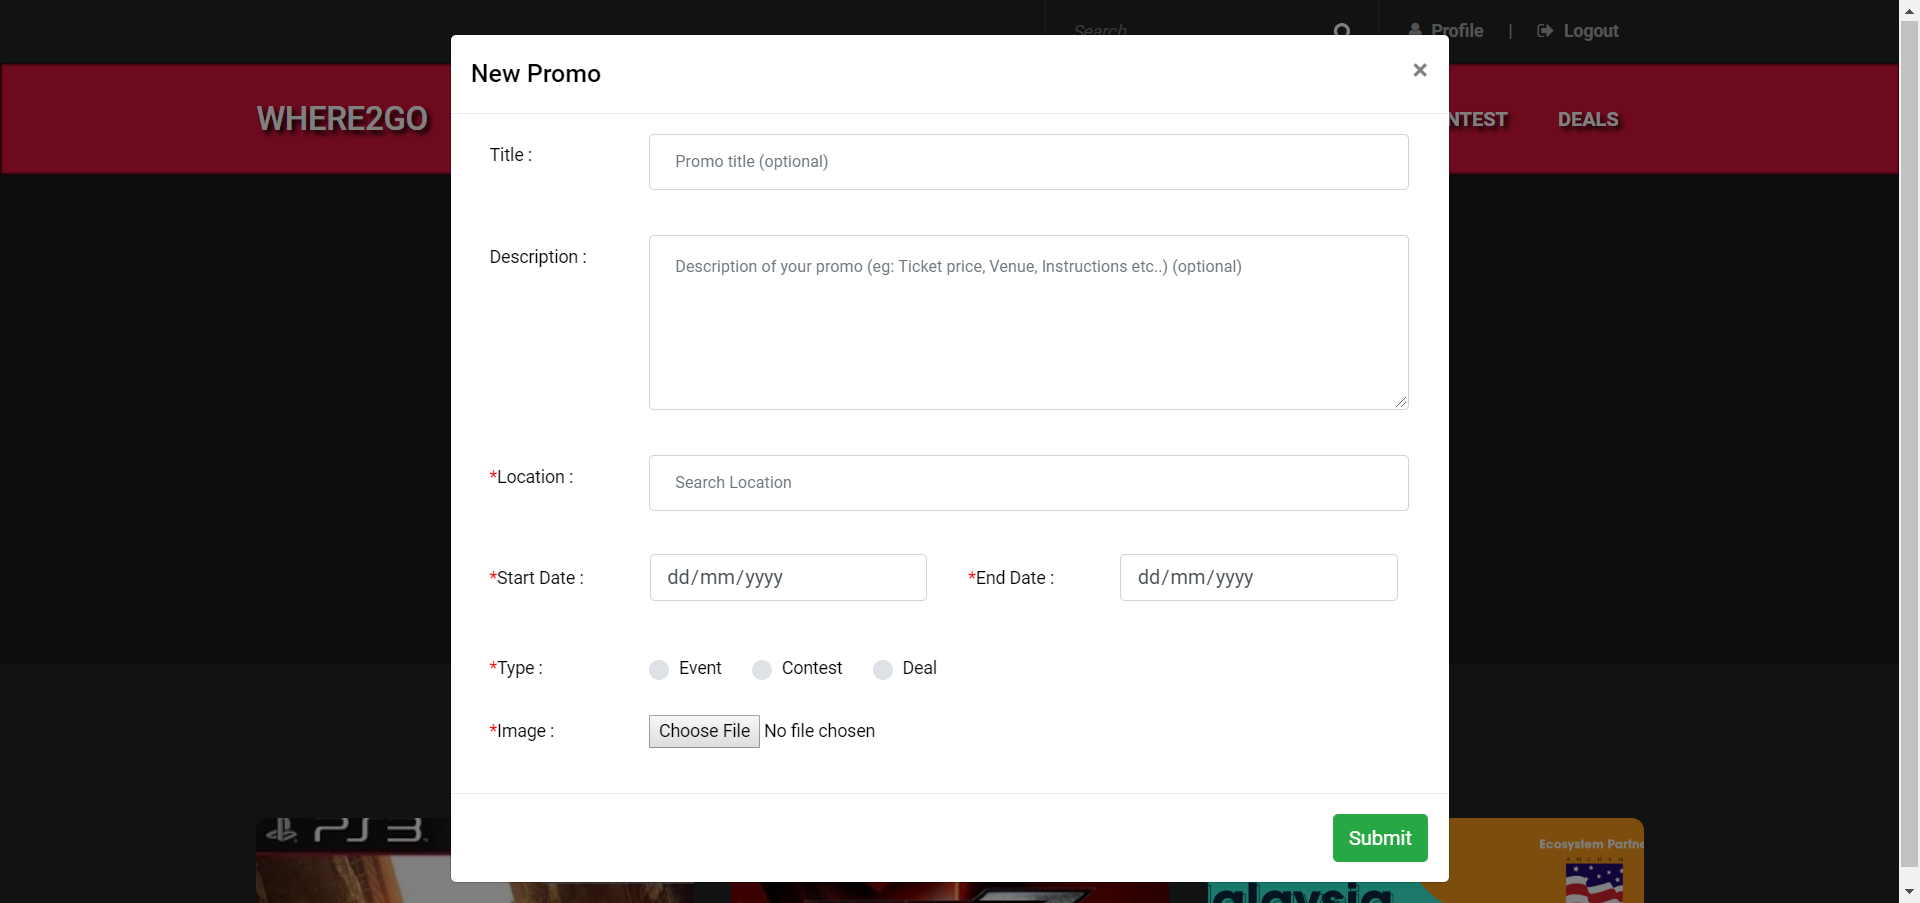 Search
Profile | Logout
New Promo ×
WHERE2GO
NTEST DEALS
Title : Promo title (optional)
Description : Description of your promo (eg: Ticket price, Venue, Instructions etc..) (optional)
*Location : Search Location
*Start Date : dd/mm/yyyy *End Date : dd/mm/yyyy
*Type : Event Contest Deal
*Image : Choose File No file chosen
Submit
PS3
Ecosystem Partne
AMCHAM
alaysia